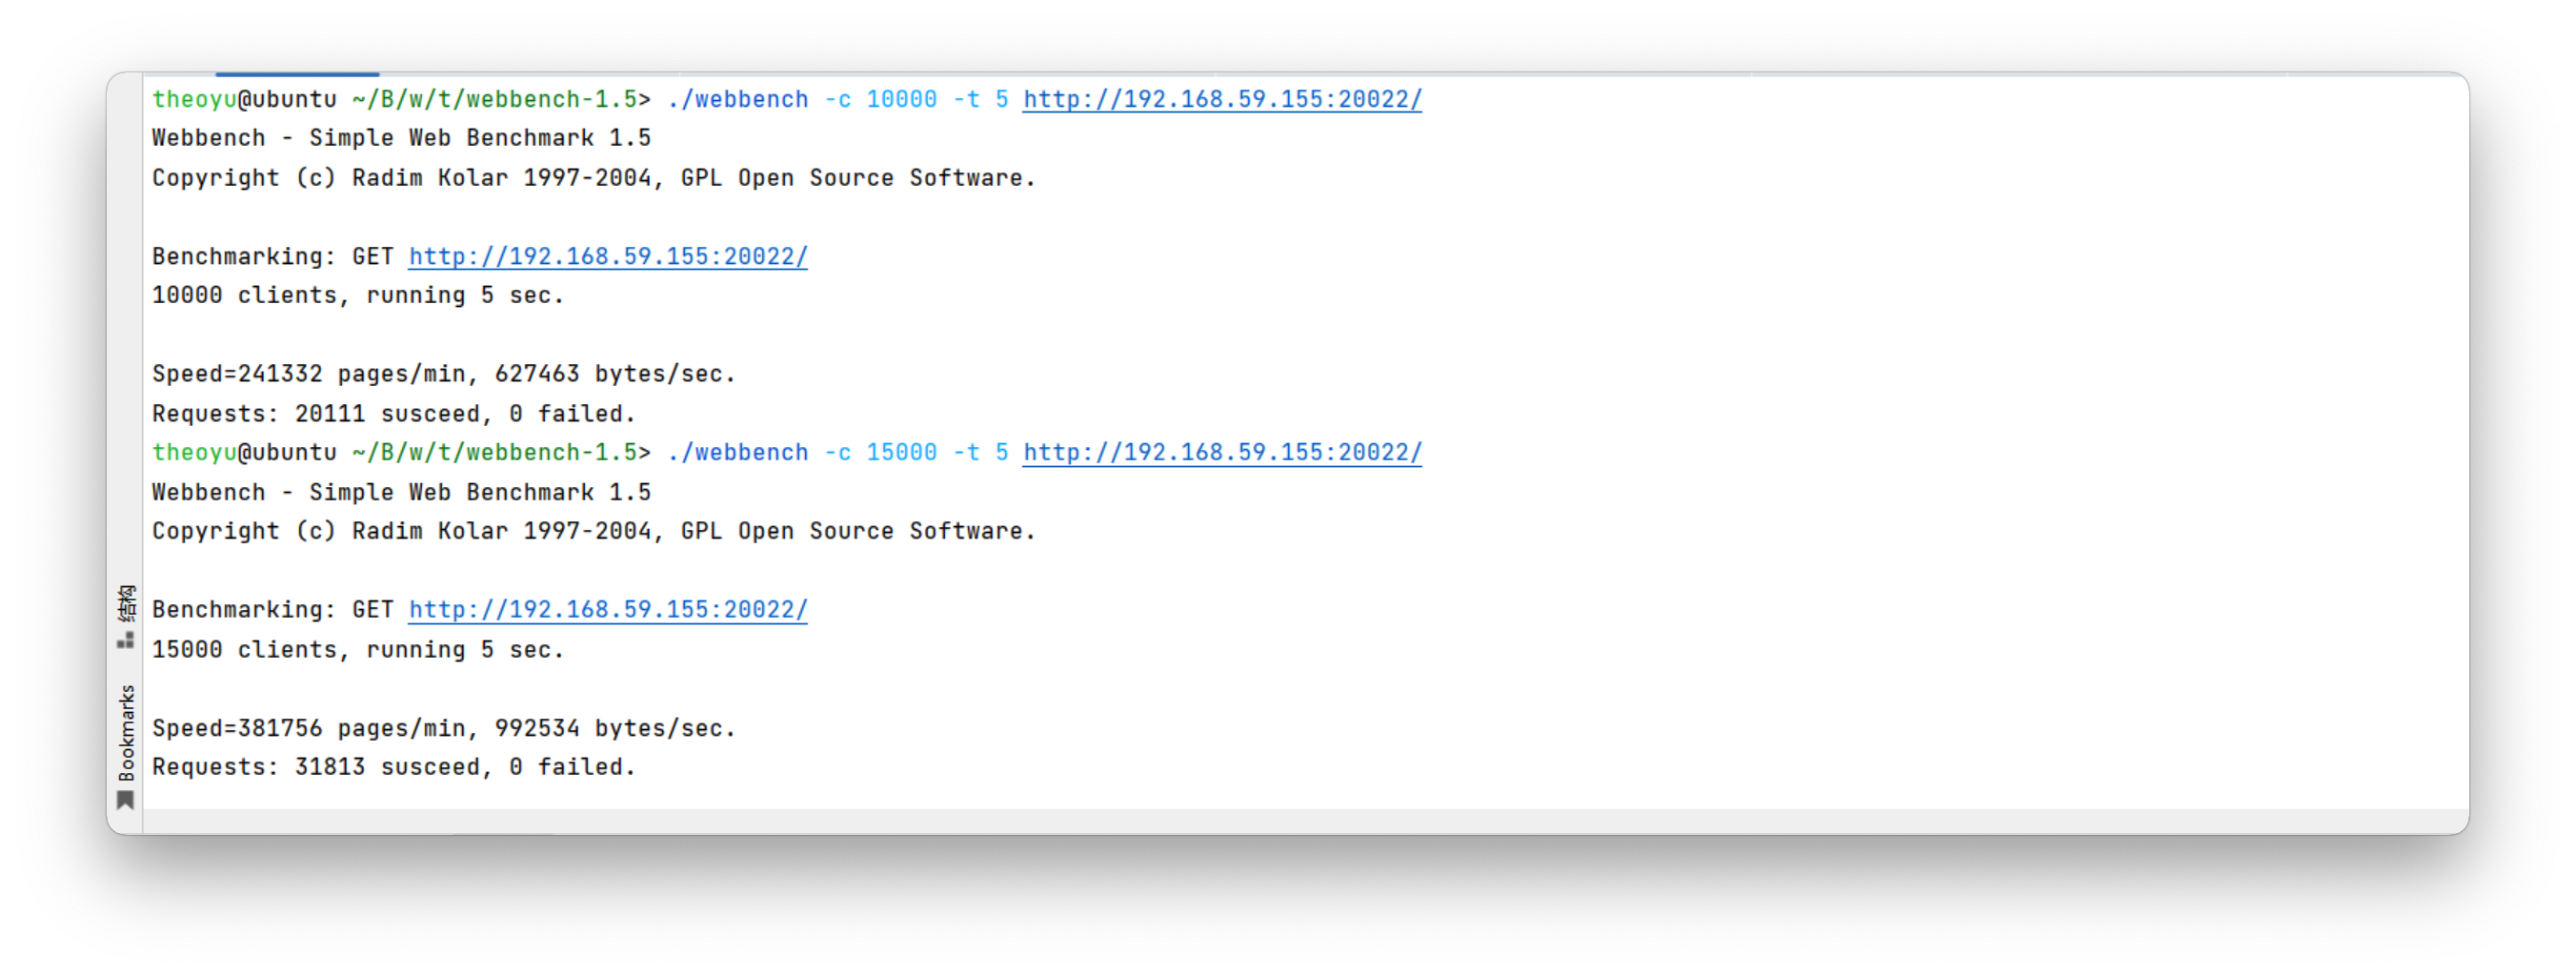 theoyu@ubuntu ~/B/w/t/webbench-1.5> ./webbench -c 10000 -t 5 http://192.168.59.155:20022/
Webbench - Simple Web Benchmark 1.5
Copyright (c) Radim Kolar 1997-2004, GPL Open Source Software.
Benchmarking: GET http://192.168.59.155:20022/
10000 clients, running 5 sec.
Speed=241332 pages/min, 627463 bytes/sec.
Requests: 20111 susceed, 0 failed.
theoyu@ubuntu ~/B/w/t/webbench-1.5> ./webbench -c 15000 -t 5 http://192.168.59.155:20022/
Webbench - Simple Web Benchmark 1.5
Copyright (c) Radim Kolar 1997-2004, GPL Open Source Software.
Benchmarking: GET http://192.168.59.155:20022/
15000 clients, running 5 sec.
Speed=381756 pages/min, 992534 bytes/sec.
Requests: 31813 susceed, 0 failed.
结构
Bookmarks